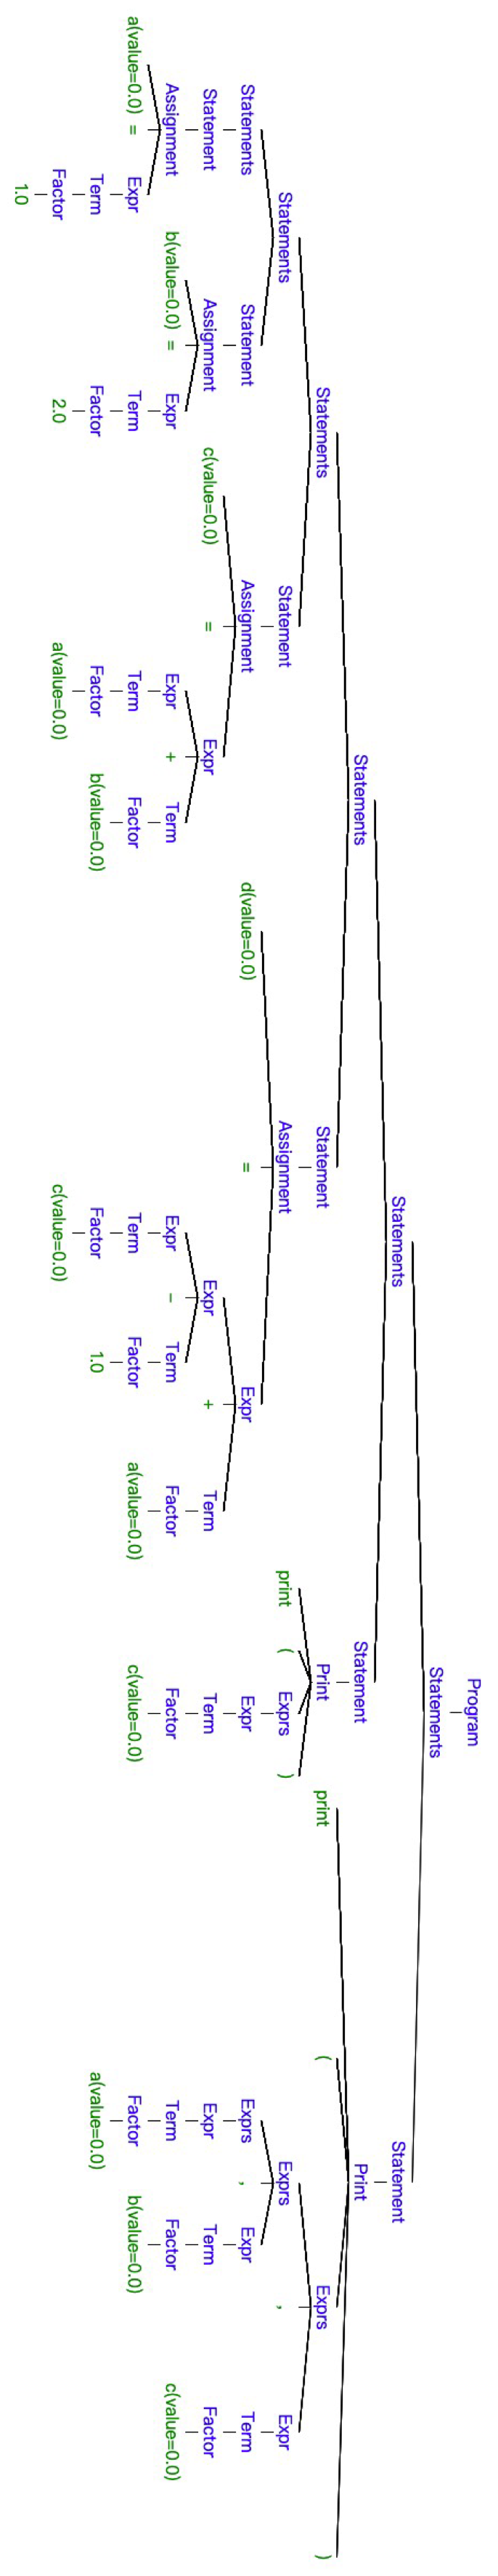 Program
Statements
Statements Statement
Statements Statement Print
Statements Statement Print print ( Exprs )
Statements Statement Assignment print ( Exprs ) Exprs , Expr
Statements Statement Assignment d(value=0.0) = Expr Expr Exprs , Expr Term
Statement Assignment c(value=0.0) = Expr Expr + Term Term Expr Term Factor
Assignment b(value=0.0) = Expr Expr + Term Expr - Term Factor Factor Term Factor c(value=0.0)
a(value=0.0) = Expr Term Term Factor Term Factor a(value=0.0) c(value=0.0) Factor b(value=0.0)
Term Factor Factor b(value=0.0) Factor 1.0 a(value=0.0)
Factor 2.0 a(value=0.0) c(value=0.0)
1.0